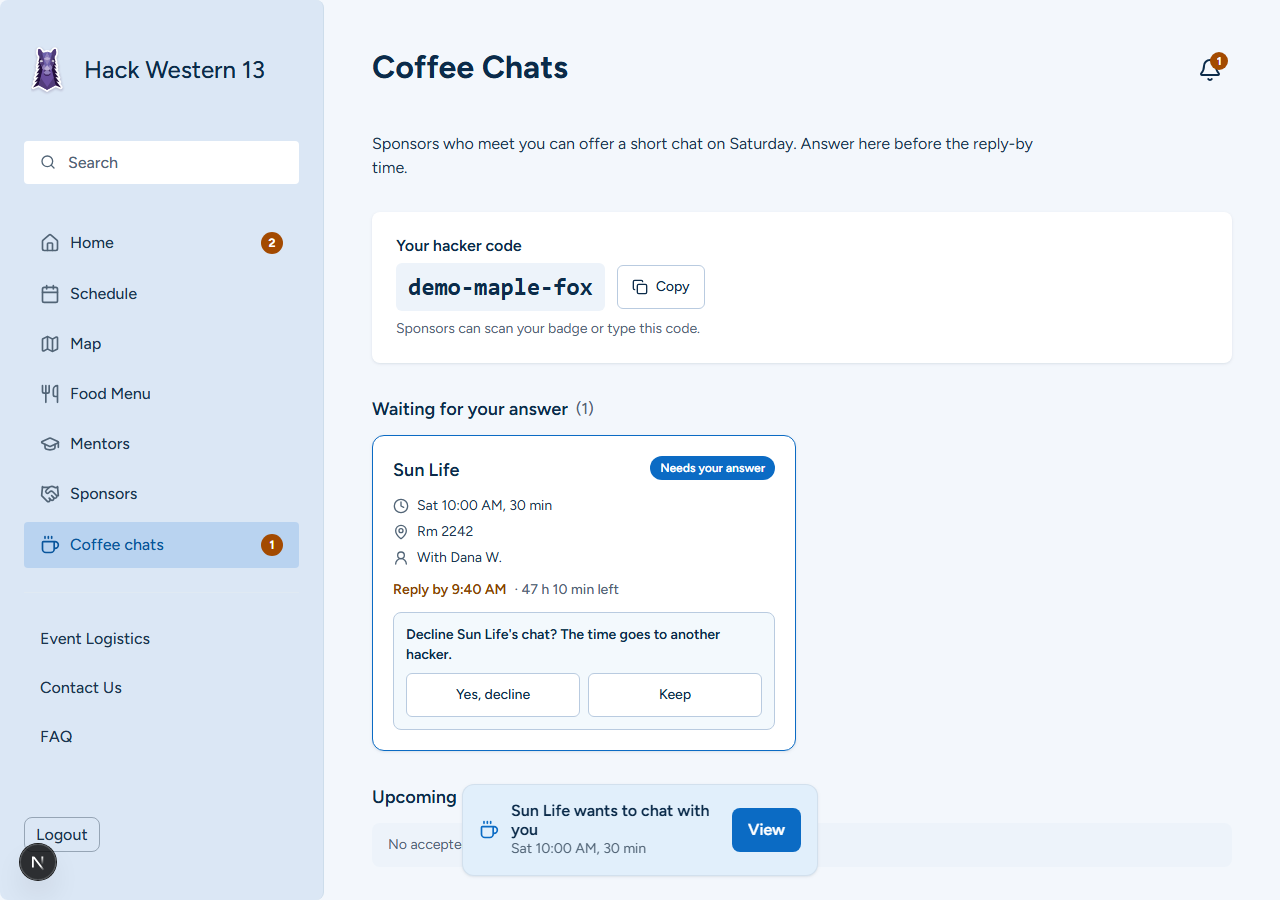 Hack Western 13
Search
Home 2
Schedule
Map
Food Menu
Mentors
Sponsors
Coffee chats 1
Event Logistics
Contact Us
FAQ
Logout
N
Coffee Chats
1
Sponsors who meet you can offer a short chat on Saturday. Answer here before the reply-by
time.
Your hacker code
demo-maple-fox Copy
Sponsors can scan your badge or type this code.
Waiting for your answer (1)
Sun Life Needs your answer
Sat 10:00 AM, 30 min
Rm 2242
With Dana W.
Reply by 9:40 AM · 47 h 10 min left
Decline Sun Life's chat? The time goes to another
hacker.
Yes, decline Keep
Upcoming
No accepte
Sun Life wants to chat with
you
Sat 10:00 AM, 30 min
View